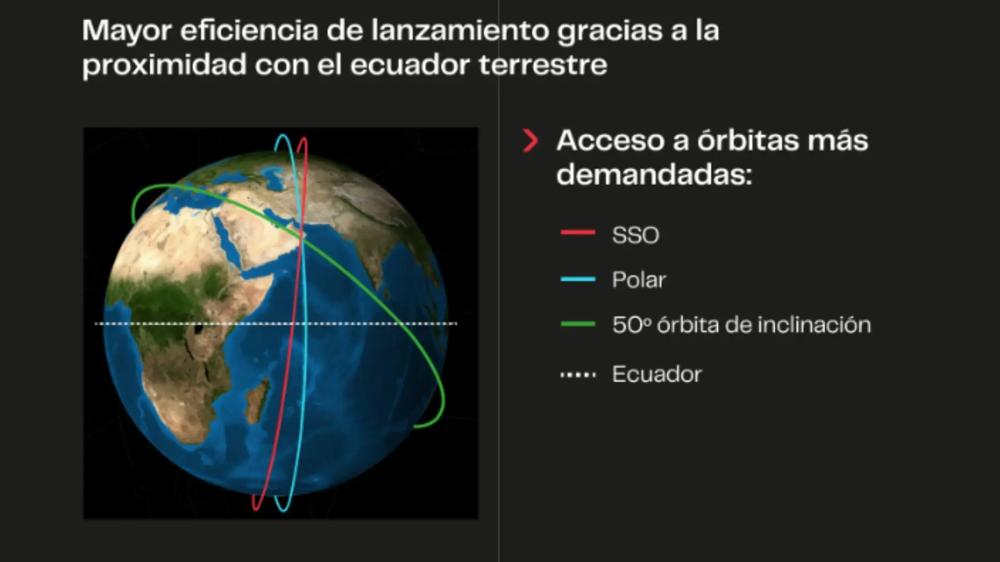 Mayor eficiencia de lanzamiento gracias a la
proximidad con el ecuador terrestre
Acceso a órbitas más
demandadas:
SSO
Polar
50º órbita de inclinación
Ecuador